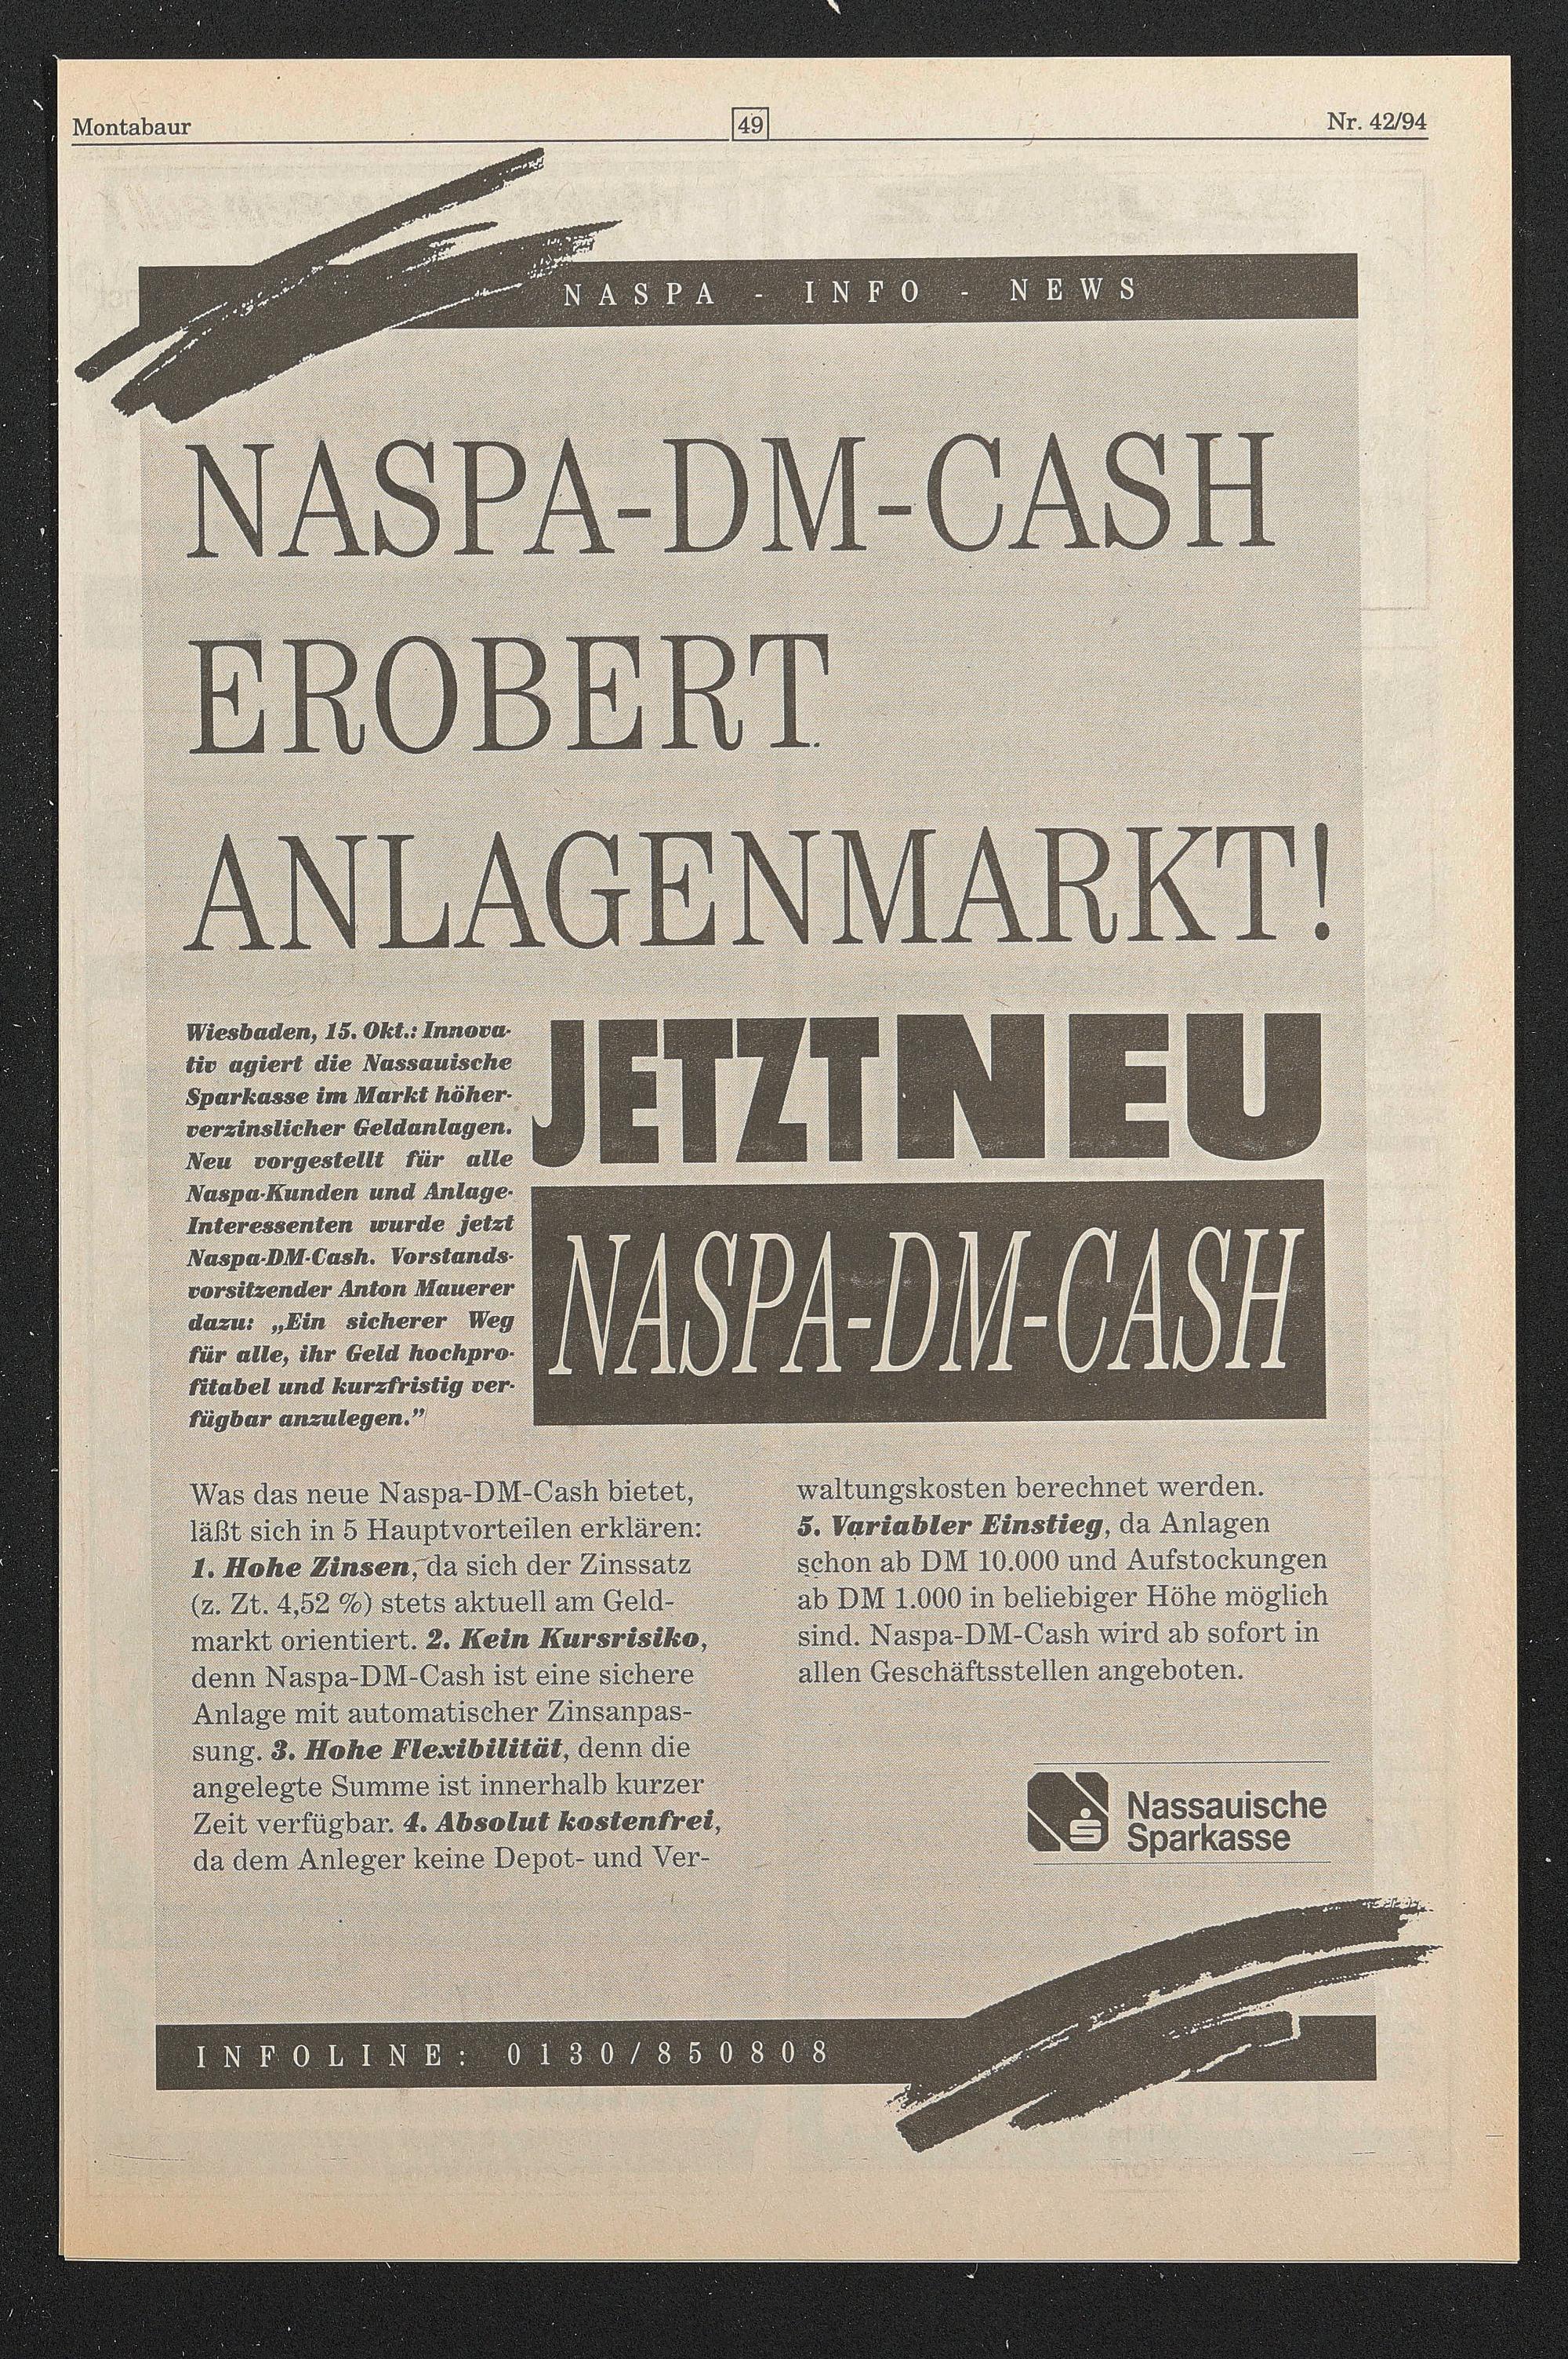 Montabaur
49
Nr. 42/94
NASPA - INFO - NEWS
NASPA-DM-CASH
EROBERT
ANLAGENMARKT!
Wiesbaden, 15. Okt.: Innova-
tiv agiert die Nassauische
Sparkasse im Markt höher-
verzinslicher Geldanlagen.
Neu vorgestellt für alle
Naspa-Kunden und Anlage-
Interessenten wurde jetzt
Naspa-DM-Cash. Vorstands-
vorsitzender Anton Mauerer
dazu: „Ein sicherer Weg
für alle, ihr Geld hochpro-
fitabel und kurzfristig ver-
fügbar anzulegen.”
JETZT NEU
NASPA-DM-CASH
Was das neue Naspa-DM-Cash bietet,
läßt sich in 5 Hauptvorteilen erklären:
1. Hohe Zinsen, da sich der Zinssatz
(z. Zt. 4,52 %) stets aktuell am Geld-
markt orientiert. 2. Kein Kursrisiko,
denn Naspa-DM-Cash ist eine sichere
Anlage mit automatischer Zinsanpas-
sung. 3. Hohe Flexibilität, denn die
angelegte Summe ist innerhalb kurzer
Zeit verfügbar. 4. Absolut kostenfrei,
da dem Anleger keine Depot- und Ver-
waltungskosten berechnet werden.
5. Variabler Einstieg, da Anlagen
schon ab DM 10.000 und Aufstockungen
ab DM 1.000 in beliebiger Höhe möglich
sind. Naspa-DM-Cash wird ab sofort in
allen Geschäftsstellen angeboten.
Nassauische
Sparkasse
INFOLINE: 0130/850808